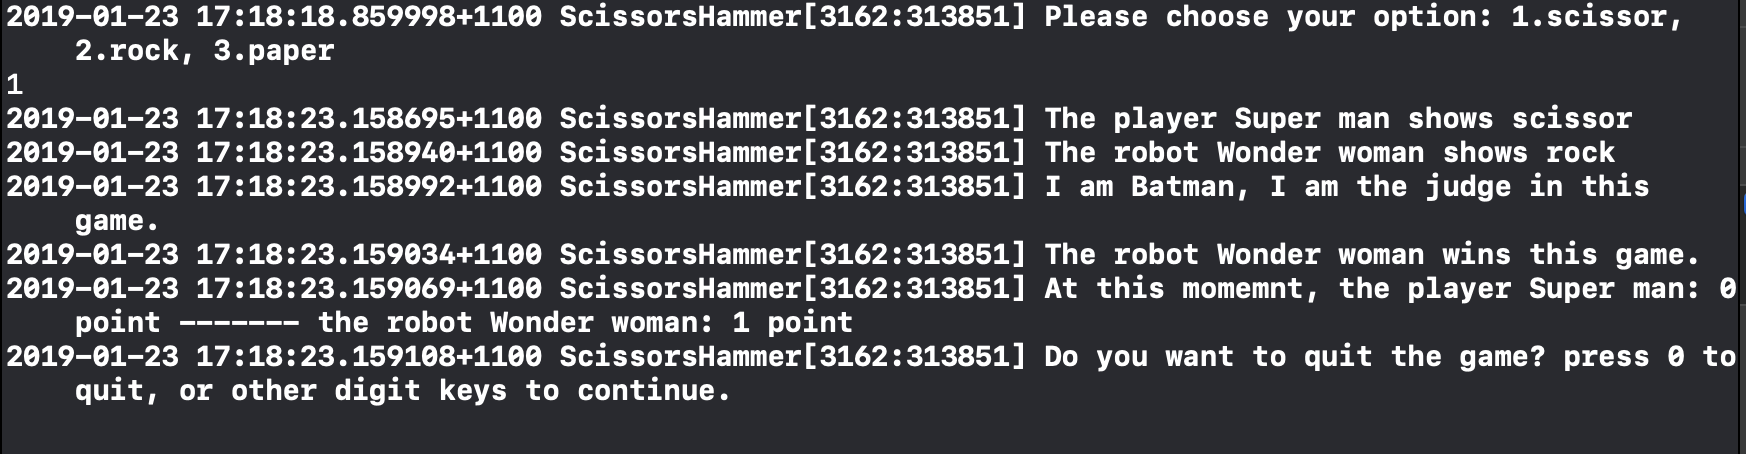 2019-01-23 17:18:18.859998+1100 ScissorsHammer[3162:313851] Please choose your option: 1.scissor,
2.rock, 3.paper
1
2019-01-23 17:18:23.158695+1100 ScissorsHammer[3162:313851] The player Super man shows scissor
2019-01-23 17:18:23.158940+1100 ScissorsHammer[3162:313851] The robot Wonder woman shows rock
2019-01-23 17:18:23.158992+1100 ScissorsHammer[3162:313851] I am Batman, I am the judge in this
game.
2019-01-23 17:18:23.159034+1100 ScissorsHammer[3162:313851] The robot Wonder woman wins this game.
2019-01-23 17:18:23.159069+1100 ScissorsHammer[3162:313851] At this momemnt, the player Super man: 0
point ------- the robot Wonder woman: 1 point
2019-01-23 17:18:23.159108+1100 ScissorsHammer[3162:313851] Do you want to quit the game? press 0 to
quit, or other digit keys to continue.